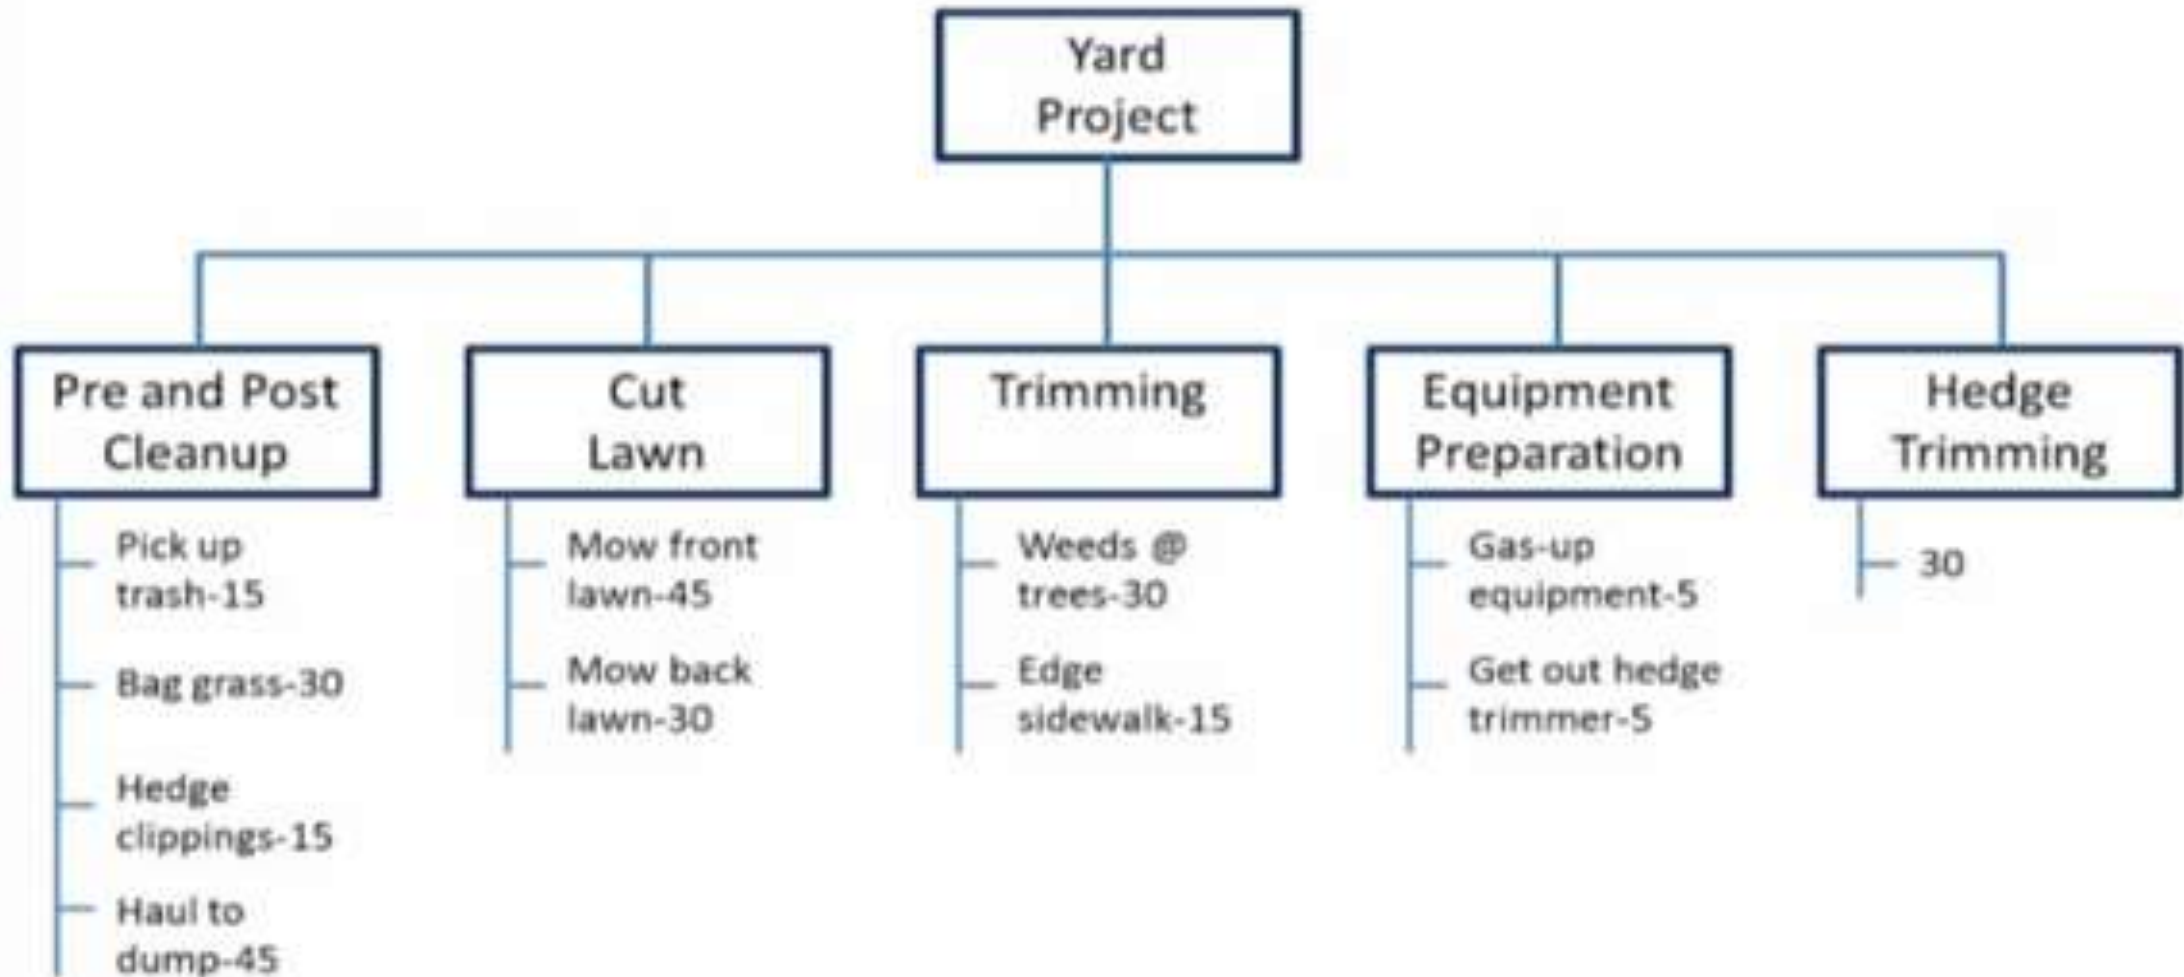 Yard
Project
Pre and Post
Cleanup
Cut
Lawn
Trimming
Equipment
Preparation
Hedge
Trimming
Pick up
trash-15
Bag grass-30
Hedge
clippings-15
Haul to
dump-45
Mow front
lawn-45
Mow back
lawn-30
Weeds @
trees-30
Edge
sidewalk-15
Gas-up
equipment-5
Get out hedge
trimmer-5
30